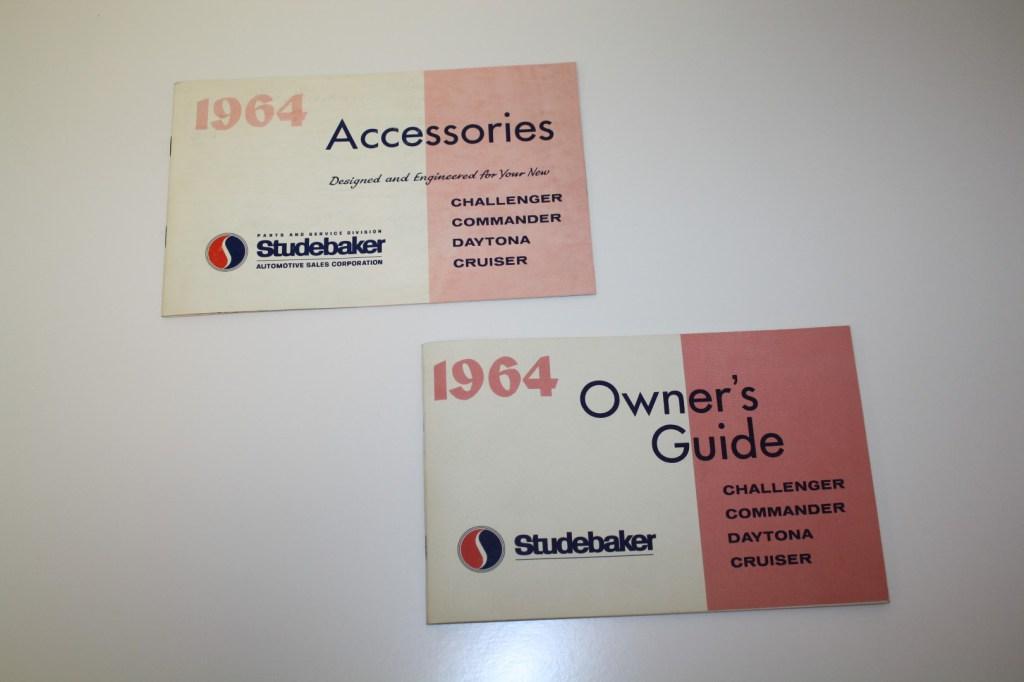 1964
Accessories
Designed and Engineered for Your New
CHALLENGER
COMMANDER
DAYTONA
CRUISER
PARTS AND SERVICE DIVISION
Studebaker
AUTOMOTIVE SALES CORPORATION
1964
Owner's
Guide
CHALLENGER
COMMANDER
DAYTONA
CRUISER
Studebaker